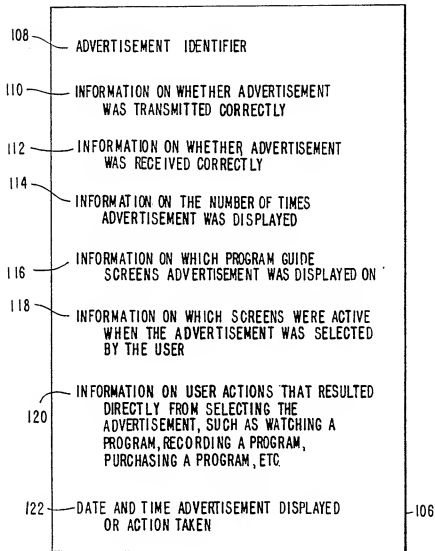 108 ADVERTISEMENT IDENTIFIER
110 INFORMATION ON WHETHER ADVERTISEMENT
WAS TRANSMITTED CORRECTLY
112 INFORMATION ON WHETHER ADVERTISEMENT
WAS RECEIVED CORRECTLY
114 INFORMATION ON THE NUMBER OF TIMES
ADVERTISEMENT WAS DISPLAYED
116 INFORMATION ON WHICH PROGRAM GUIDE
SCREENS ADVERTISEMENT WAS DISPLAYED ON
118 INFORMATION ON WHICH SCREENS WERE ACTIVE
WHEN THE ADVERTISEMENT WAS SELECTED
BY THE USER
120 INFORMATION ON USER ACTIONS THAT RESULTED
DIRECTLY FROM SELECTING THE
ADVERTISEMENT, SUCH AS WATCHING A
PROGRAM, RECORDING A PROGRAM,
PURCHASING A PROGRAM, ETC.
122 DATE AND TIME ADVERTISEMENT DISPLAYED 106
OR ACTION TAKEN